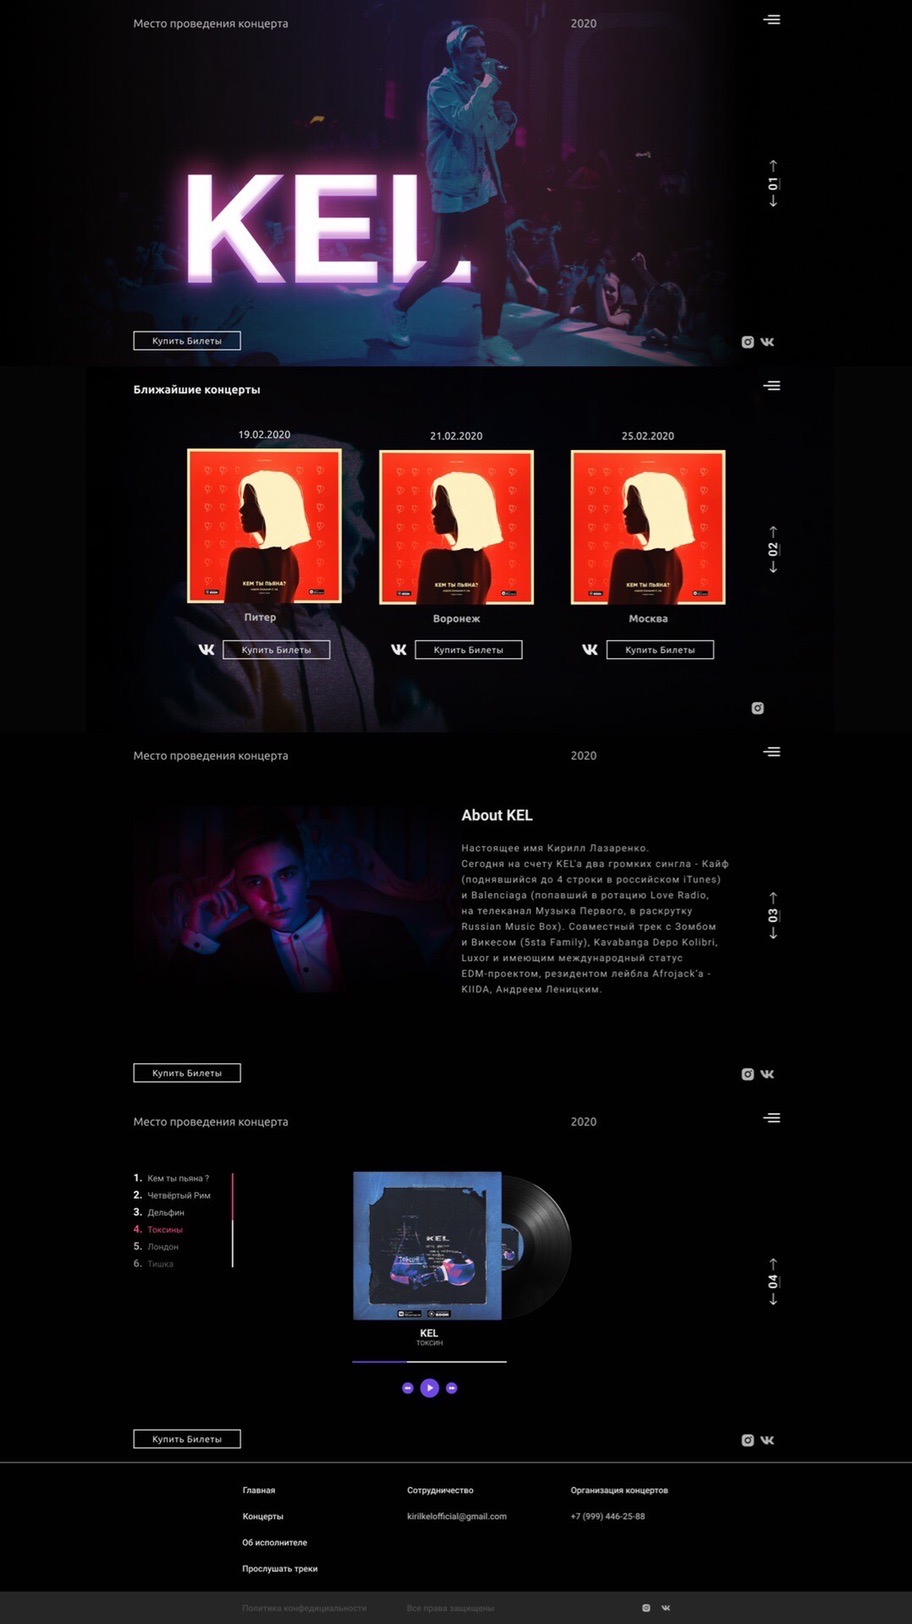 Место проведения концерта
2020
01
KEL
Купить Билеты
Ближайшие концерты
19.02.2020
21.02.2020
25.02.2020
КЕМ ТЫ ПЬЯНА?
КЕМ ТЫ ПЬЯНА?
КЕМ ТЫ ПЬЯНА?
02
Питер
Воронеж
Москва
Купить Билеты
Купить Билеты
Купить Билеты
Место проведения концерта
2020
About KEL
Настоящее имя Кирилл Лазаренко.
Сегодня на счету KEL'а два громких сингла - Кайф
(поднявшийся до 4 строки в российском iTunes)
и Balenciaga (попавший в ротацию Love Radio,
на телеканал Музыка Первого, в раскрутку
Russian Music Box). Совместный трек с Зомбом
и Викесом (5sta Family), Kavabanga Depo Kolibri,
Luxor и имеющим международный статус
EDM-проектом, резидентом лейбла Afrojack'а -
KIIDA, Андреем Леницким.
03
Купить Билеты
Место проведения концерта
2020
1. Кем ты пьяна ?
2. Четвёртый Рим
3. Дельфин
4. Токсины
5. Лондон
6. Тишка
KEL
04
KEL
ТОКСИН
Купить Билеты
Главная
Сотрудничество
Организация концертов
Концерты
kirilkelofficial@gmail.com
+7 (999) 446-25-88
Об исполнителе
Прослушать треки
Политика конфедициальности
Все права защищены